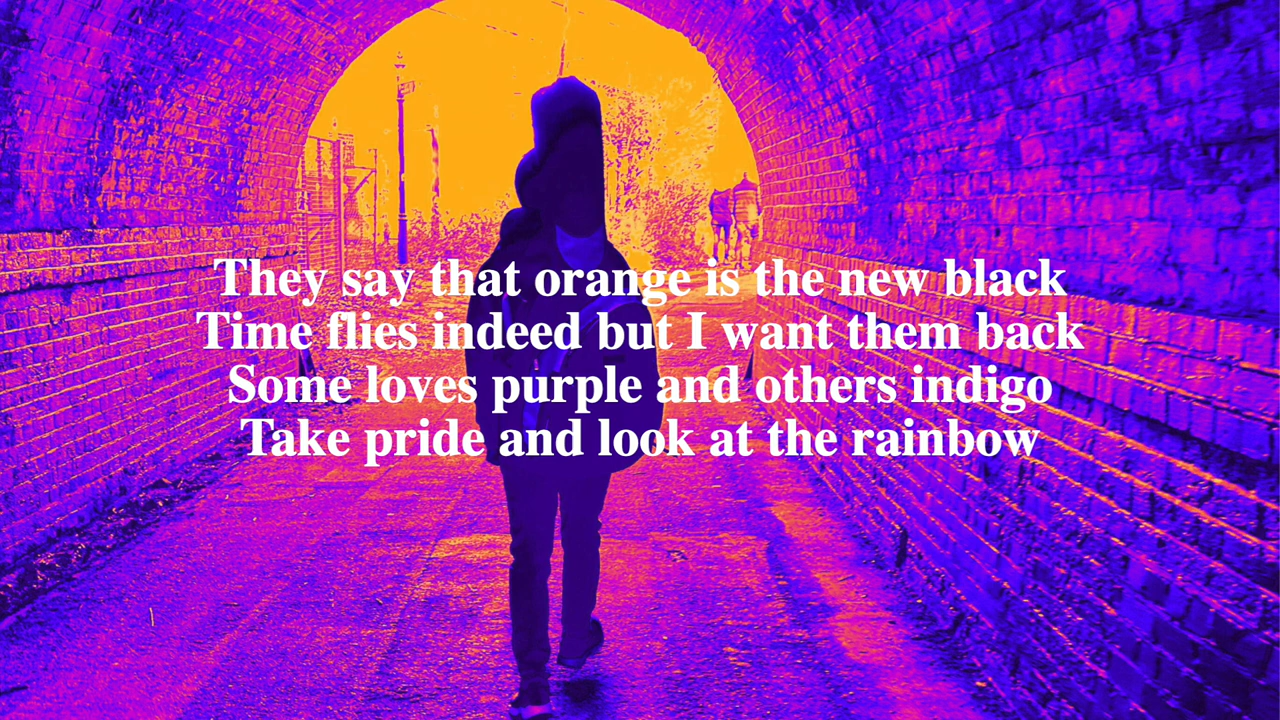 They say that orange is the new black
Time flies indeed but I want them back
Some loves purple and others indigo
Take pride and look at the rainbow